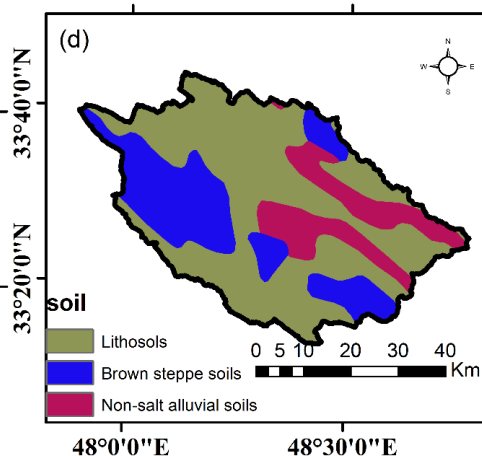 (d)
N
W E
S
33°40'0"N
33°20'0"N
soil
Lithosols
Brown steppe soils
Non-salt alluvial soils
0 5 10 20 30 40
Km
48°0'0"E 48°30'0"E